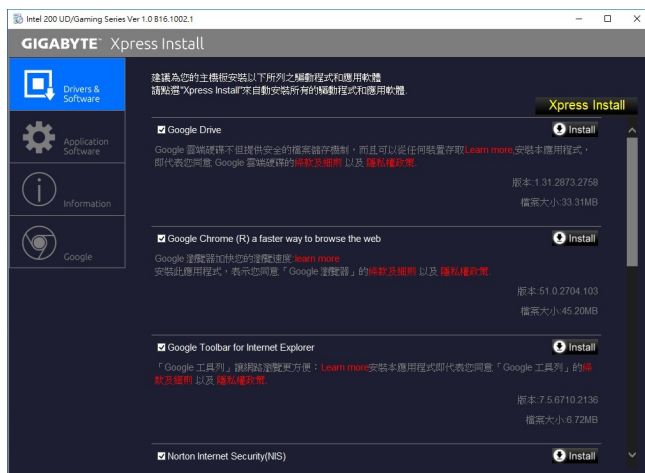 Intel 200 UD/Gaming Series Ver 1.0 B16.1002.1
GIGABYTE™ Xpress Install
Drivers & Software
Application Software
Information
Google
建議為您的主機板安裝以下所列之驅動程式和應用軟體
請點選"Xpress Install"來自動安裝所有的驅動程式和應用軟體.
Xpress Install
Google Drive
Install
Google 雲端硬碟不但提供安全的檔案儲存機制,而且可以從任何裝置存取Learn more,安裝本應用程式,
即代表您同意 Google 雲端硬碟的條款及細則 以及 隱私權政策.
版本:1.31.2873.2758
檔案大小:33.31MB
Google Chrome (R) a faster way to browse the web
Install
Google 瀏覽器加快您的瀏覽速度:learn more
安裝此應用程式,表示您同意「Google 瀏覽器」的條款及細則 以及 隱私權政策.
版本:51.0.2704.103
檔案大小:45.20MB
Google Toolbar for Internet Explorer
Install
「Google 工具列」讓網路瀏覽更方便:Learn more安裝本應用程式即代表您同意「Google 工具列」的條
款及細則 以及 隱私權政策.
版本:7.5.6710.2136
檔案大小:6.72MB
Norton Internet Security(NIS)
Install